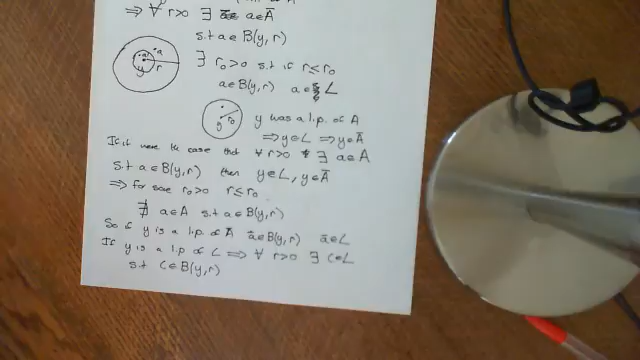 ⇒ ∀ r>0 ∃ a∈Ā
s.t a∈B(y,r)
a
a
y
r
∃ r₀>0 s.t if r≤r₀
a∈B(y,r) a∈L
y r₀
y was a l.p. of A
⇒y∈L ⇒y∈Ā
If it were the case that ∀ r>0 ∃ a∈A
s.t a∈B(y,r) then y∈L, y∈Ā
⇒ for some r₀>0 r≤r₀
∄ a∈A s.t a∈B(y,r)
So if y is a l.p. of Ā ā∈B(y,r) ā∈L
If y is a l.p. of L ⇒ ∀ r>0 ∃ C∈L
s.t C∈B(y,r)